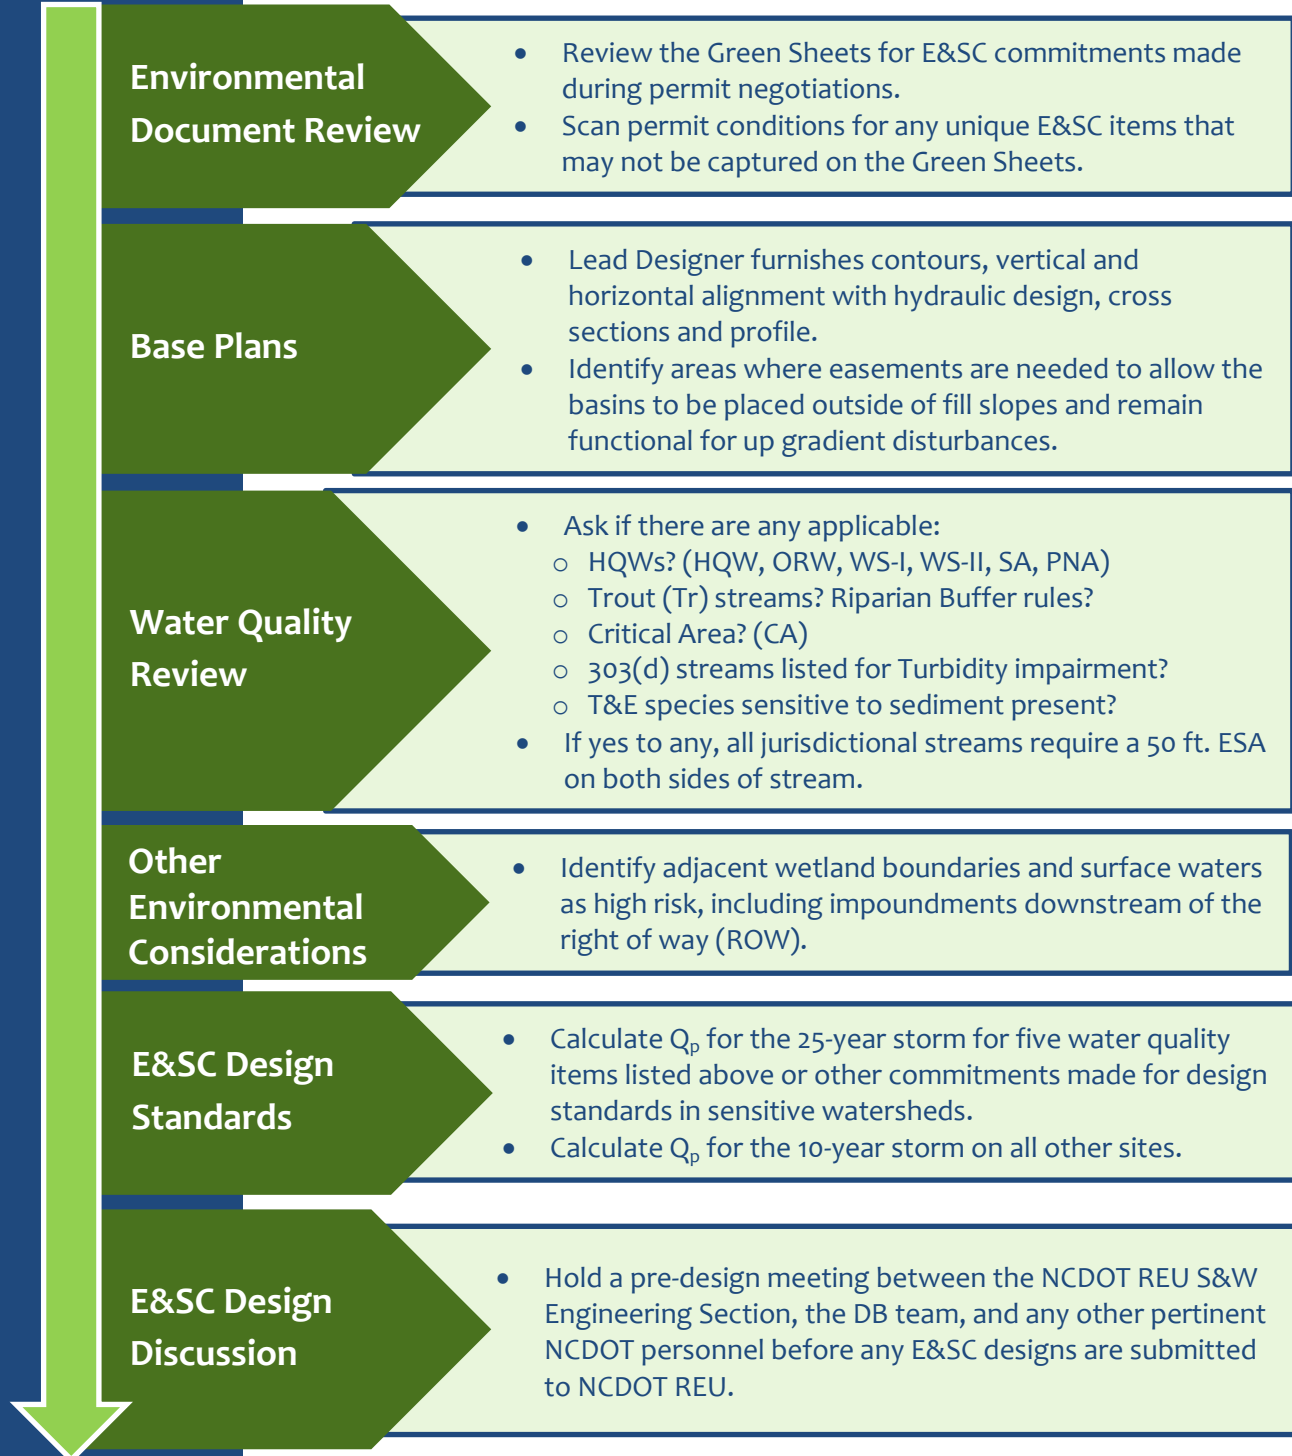 Environmental
Document Review
• Review the Green Sheets for E&SC commitments made
during permit negotiations.
• Scan permit conditions for any unique E&SC items that
may not be captured on the Green Sheets.
Base Plans
• Lead Designer furnishes contours, vertical and
horizontal alignment with hydraulic design, cross
sections and profile.
• Identify areas where easements are needed to allow the
basins to be placed outside of fill slopes and remain
functional for up gradient disturbances.
Water Quality
Review
• Ask if there are any applicable:
o HQWs? (HQW, ORW, WS-I, WS-II, SA, PNA)
o Trout (Tr) streams? Riparian Buffer rules?
o Critical Area? (CA)
o 303(d) streams listed for Turbidity impairment?
o T&E species sensitive to sediment present?
• If yes to any, all jurisdictional streams require a 50 ft. ESA
on both sides of stream.
Other
Environmental
Considerations
• Identify adjacent wetland boundaries and surface waters
as high risk, including impoundments downstream of the
right of way (ROW).
E&SC Design
Standards
• Calculate Qp for the 25-year storm for five water quality
items listed above or other commitments made for design
standards in sensitive watersheds.
• Calculate Qp for the 10-year storm on all other sites.
E&SC Design
Discussion
• Hold a pre-design meeting between the NCDOT REU S&W
Engineering Section, the DB team, and any other pertinent
NCDOT personnel before any E&SC designs are submitted
to NCDOT REU.